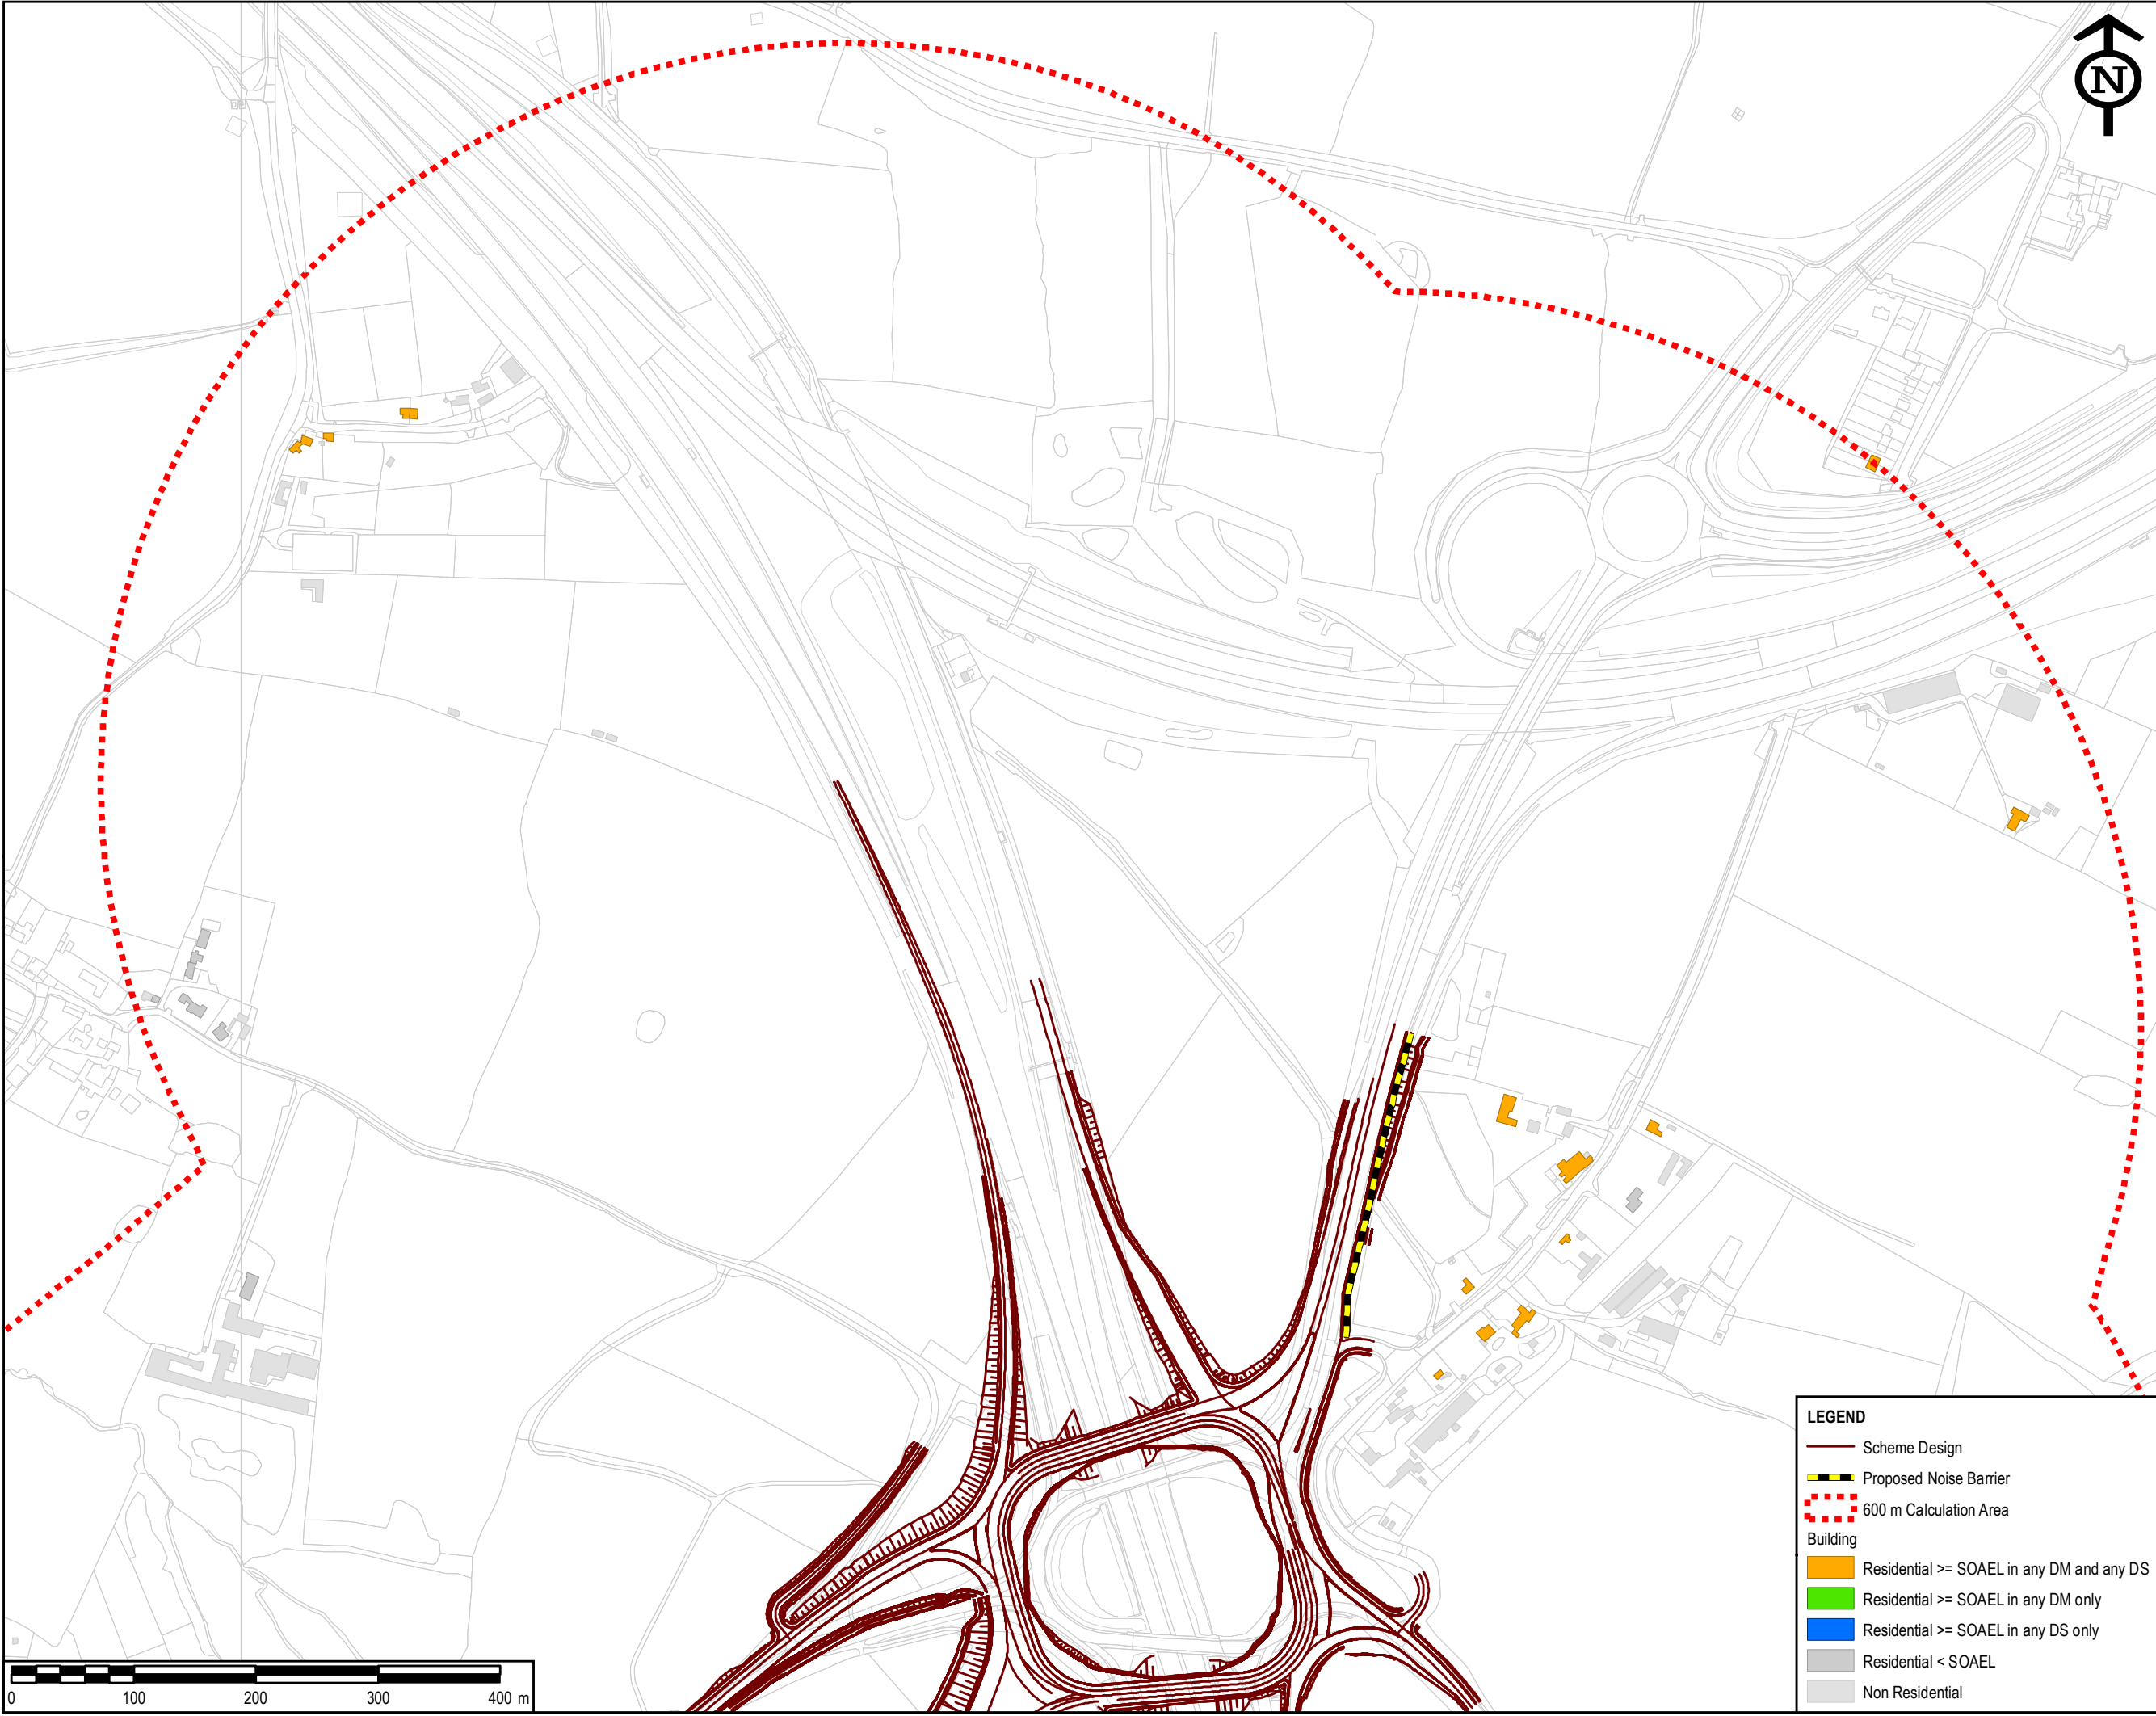 N
LEGEND
Scheme Design
Proposed Noise Barrier
600 m Calculation Area
Building
Residential >= SOAEL in any DM and any DS
Residential >= SOAEL in any DM only
Residential >= SOAEL in any DS only
Residential < SOAEL
Non Residential
0 100 200 300 400 m